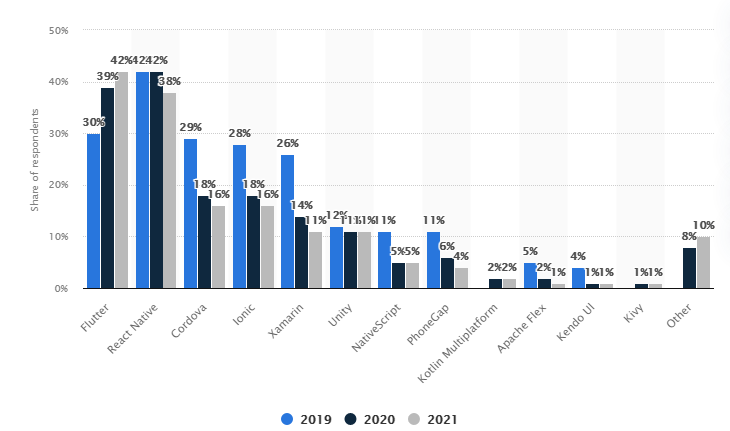 50%
40%
30%
20%
10%
0%
Share of respondents
30% 39% 42%
42% 42% 38%
29% 18% 16%
28% 18% 16%
26% 14% 11%
12% 11% 11%
11% 5% 5%
11% 6% 4%
2% 2%
5% 2% 1%
4% 1% 1%
1% 1%
8% 10%
Flutter
React Native
Cordova
Ionic
Xamarin
Unity
NativeScript
PhoneGap
Kotlin Multiplatform
Apache Flex
Kendo UI
Kivy
Other
2019 2020 2021